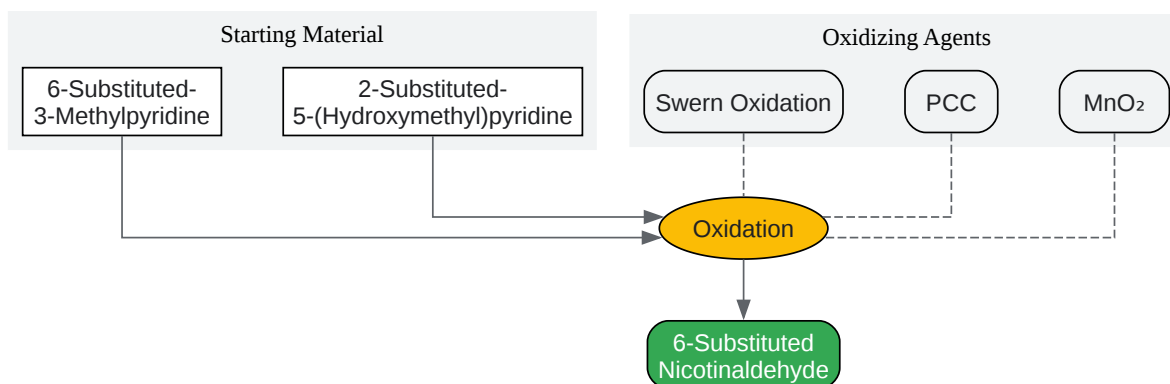 Starting Material
Oxidizing Agents
6-Substituted-
3-Methylpyridine
2-Substituted-
5-(Hydroxymethyl)pyridine
Swern Oxidation
PCC
MnO₂
Oxidation
6-Substituted
Nicotinaldehyde